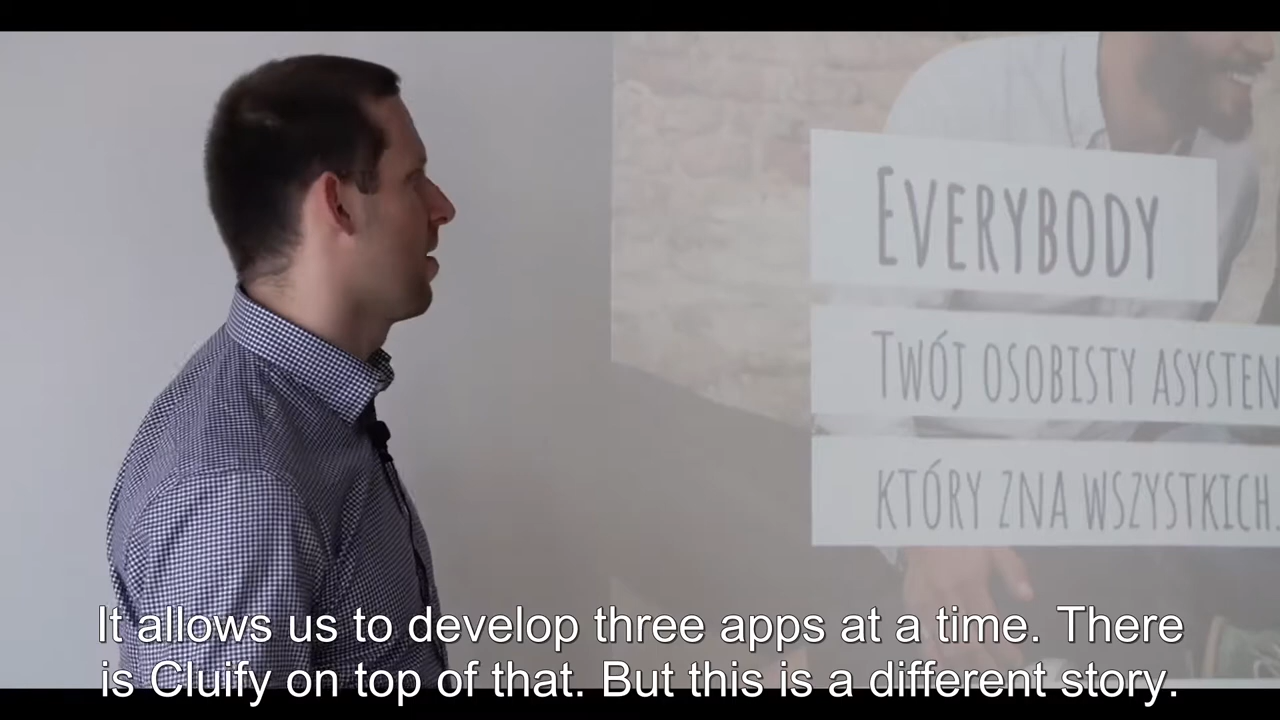 EVERYBODY
TWÓJ OSOBISTY
KTÓRY ZNA WSZYSTKICH.
It allows us to develop three apps at a time. There
is Cluify on top of that. But this is a different story.